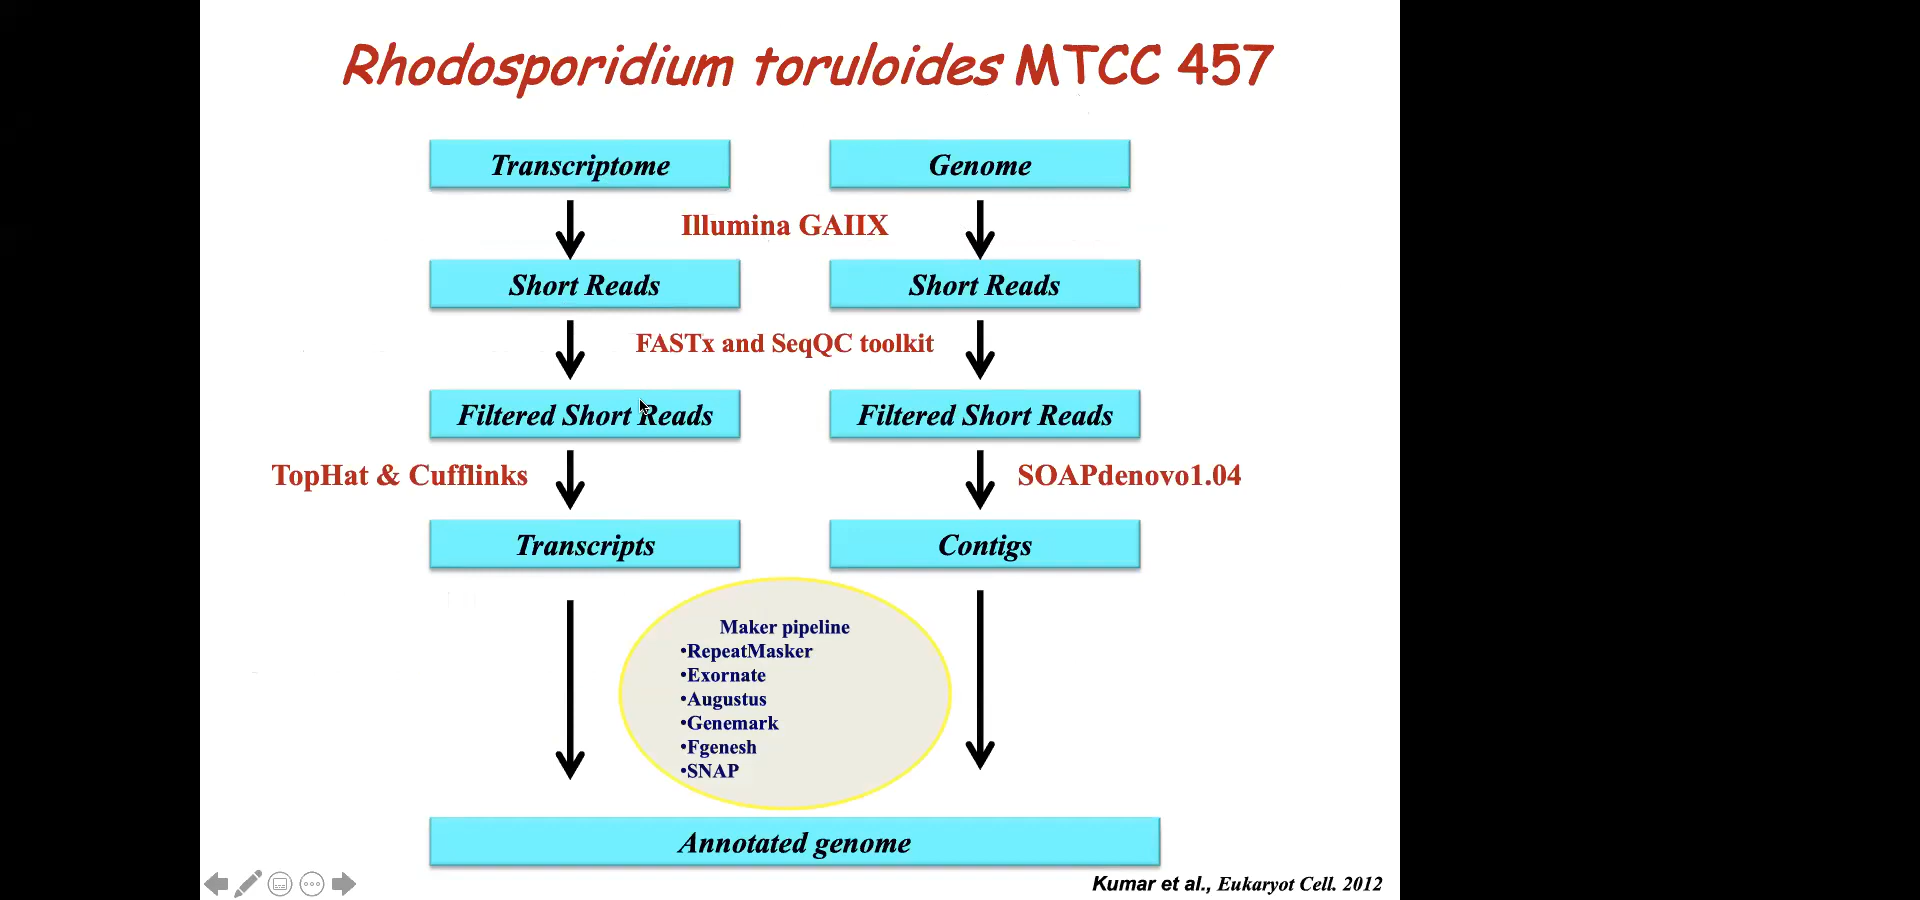 Rhodosporidium toruloides MTCC 457
Transcriptome
Genome
Illumina GAIIX
Short Reads
Short Reads
FASTx and SeqQC toolkit
Filtered Short Reads
Filtered Short Reads
TopHat & Cufflinks
SOAPdenovo1.04
Transcripts
Contigs
Maker pipeline
•RepeatMasker
•Exornate
•Augustus
•Genemark
•Fgenesh
•SNAP
Annotated genome
Kumar et al., Eukaryot Cell. 2012